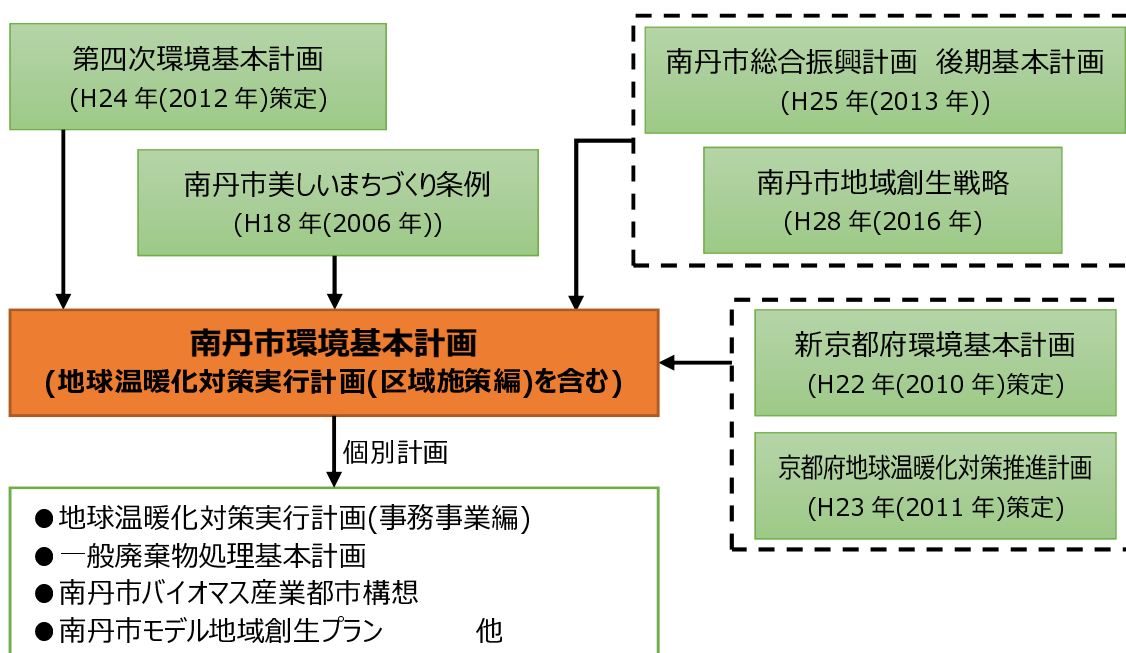 第四次環境基本計画
(H24 年(2012 年)策定)
南丹市総合振興計画 後期基本計画
(H25 年(2013 年))
南丹市美しいまちづくり条例
(H18 年(2006 年))
南丹市地域創生戦略
(H28 年(2016 年)
南丹市環境基本計画
(地球温暖化対策実行計画(区域施策編)を含む)
新京都府環境基本計画
(H22 年(2010 年)策定)
京都府地球温暖化対策推進計画
(H23 年(2011 年)策定)
個別計画
●地球温暖化対策実行計画(事務事業編)
●一般廃棄物処理基本計画
●南丹市バイオマス産業都市構想
●南丹市モデル地域創生プラン 他